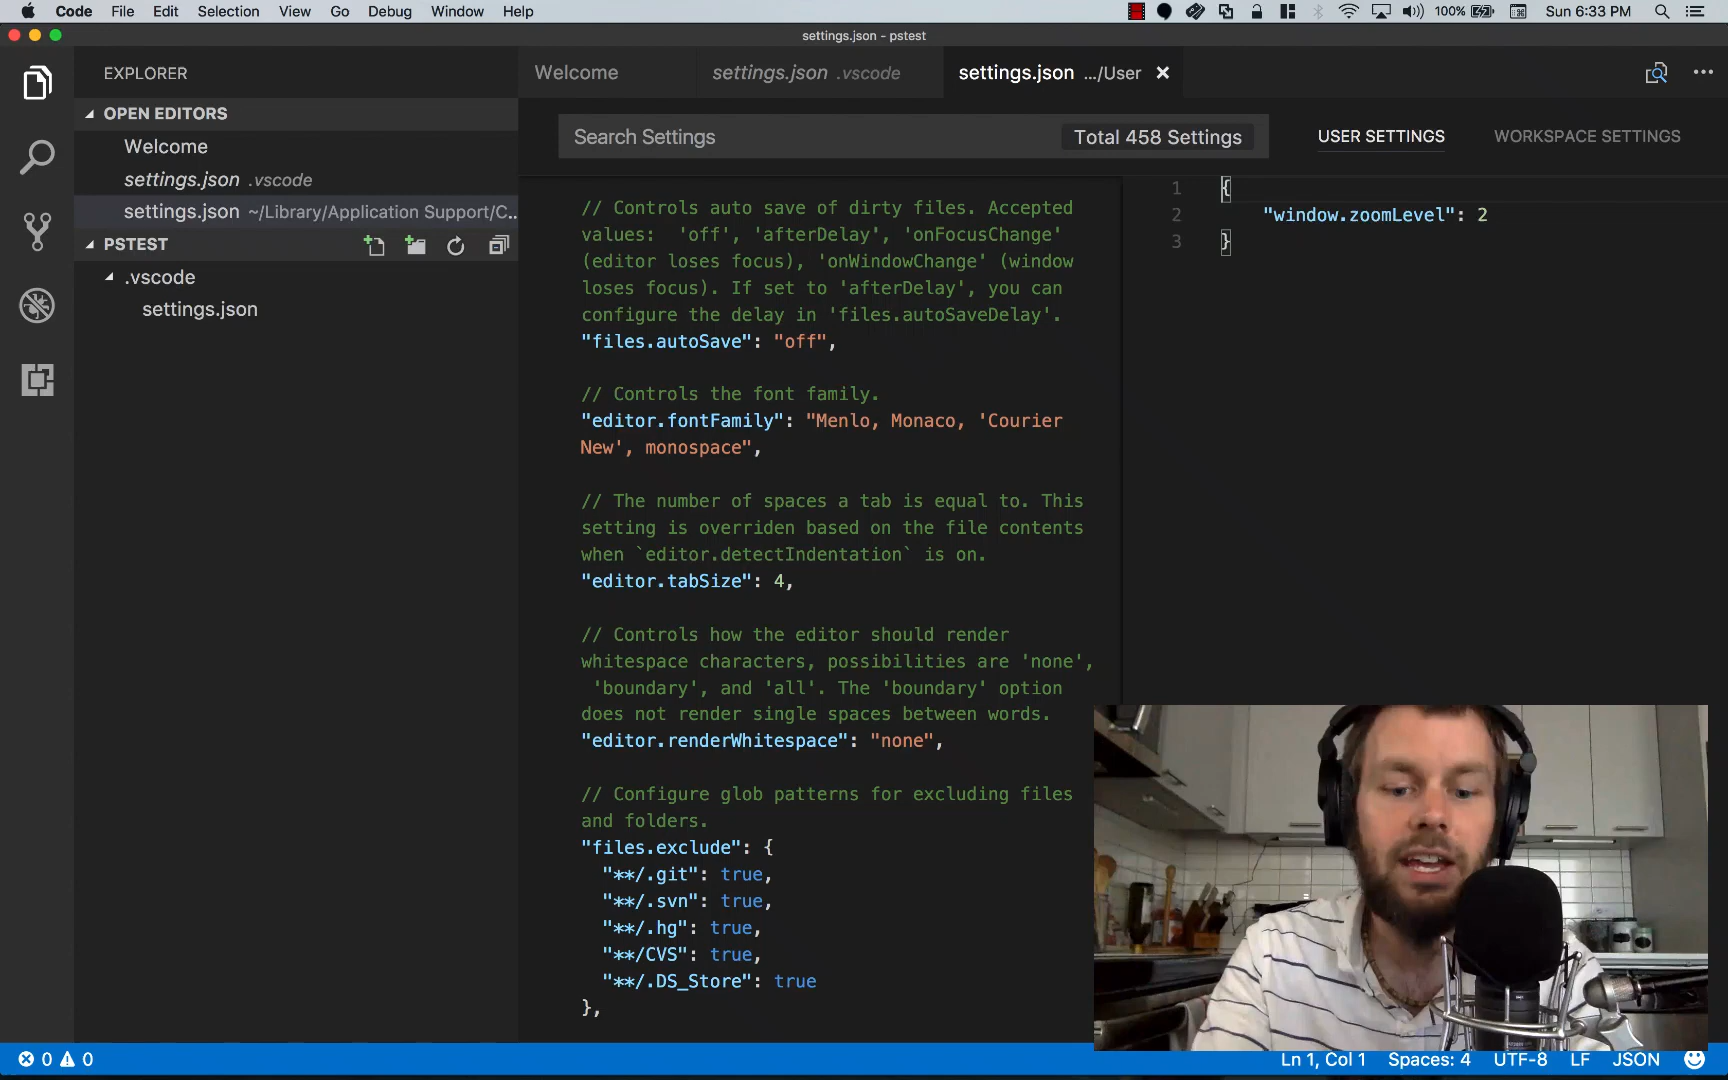 Code File Edit Selection View Go Debug Window Help 100% Sun 6:33 PM
settings.json - pstest
EXPLORER
Welcome settings.json .vscode settings.json .../User
OPEN EDITORS
Welcome
settings.json .vscode
settings.json ~/Library/Application Support/C...
PSTEST
.vscode
settings.json
Search Settings Total 458 Settings USER SETTINGS WORKSPACE SETTINGS
// Controls auto save of dirty files. Accepted
values:  'off', 'afterDelay', 'onFocusChange'
(editor loses focus), 'onWindowChange' (window
loses focus). If set to 'afterDelay', you can
configure the delay in 'files.autoSaveDelay'.
"files.autoSave": "off",
// Controls the font family.
"editor.fontFamily": "Menlo, Monaco, 'Courier
New', monospace",
// The number of spaces a tab is equal to. This
setting is overriden based on the file contents
when `editor.detectIndentation` is on.
"editor.tabSize": 4,
// Controls how the editor should render
whitespace characters, possibilities are 'none',
'boundary', and 'all'. The 'boundary' option
does not render single spaces between words.
"editor.renderWhitespace": "none",
// Configure glob patterns for excluding files
and folders.
"files.exclude": {
"**/.git": true,
"**/.svn": true,
"**/.hg": true,
"**/CVS": true,
"**/.DS_Store": true
},
1 {
2 "window.zoomLevel": 2
3 }
0 0 Ln 1, Col 1 Spaces: 4 UTF-8 LF JSON